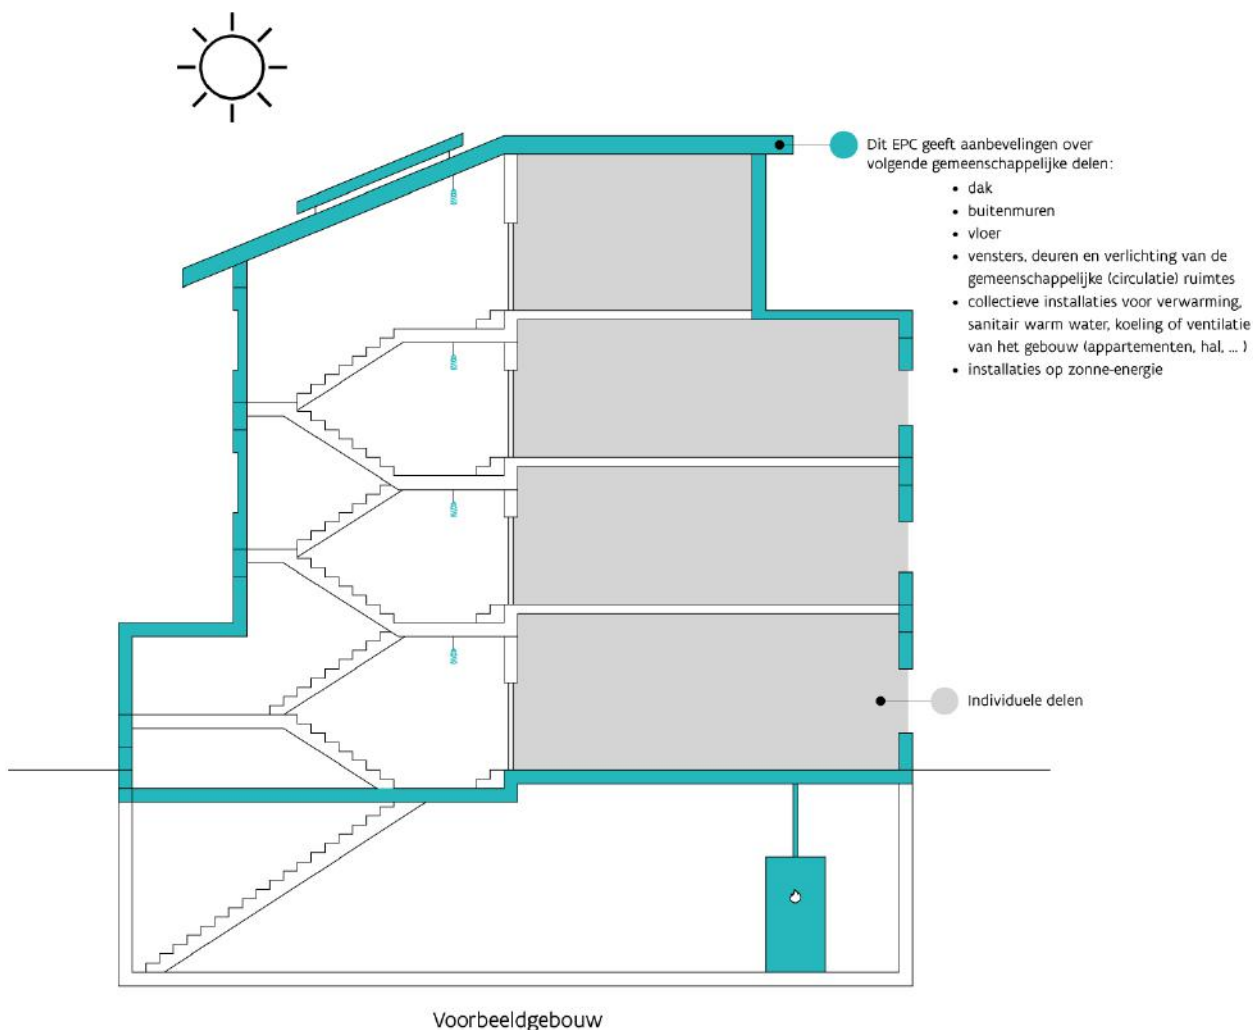 Dit EPC geeft aanbevelingen over
volgende gemeenschappelijke delen:
• dak
• buitenmuren
• vloer
• vensters, deuren en verlichting van de
gemeenschappelijke (circulatie) ruimtes
• collectieve installaties voor verwarming,
sanitair warm water, koeling of ventilatie
van het gebouw (appartementen, hal, ... )
• installaties op zonne-energie
Individuele delen
Voorbeeldgebouw